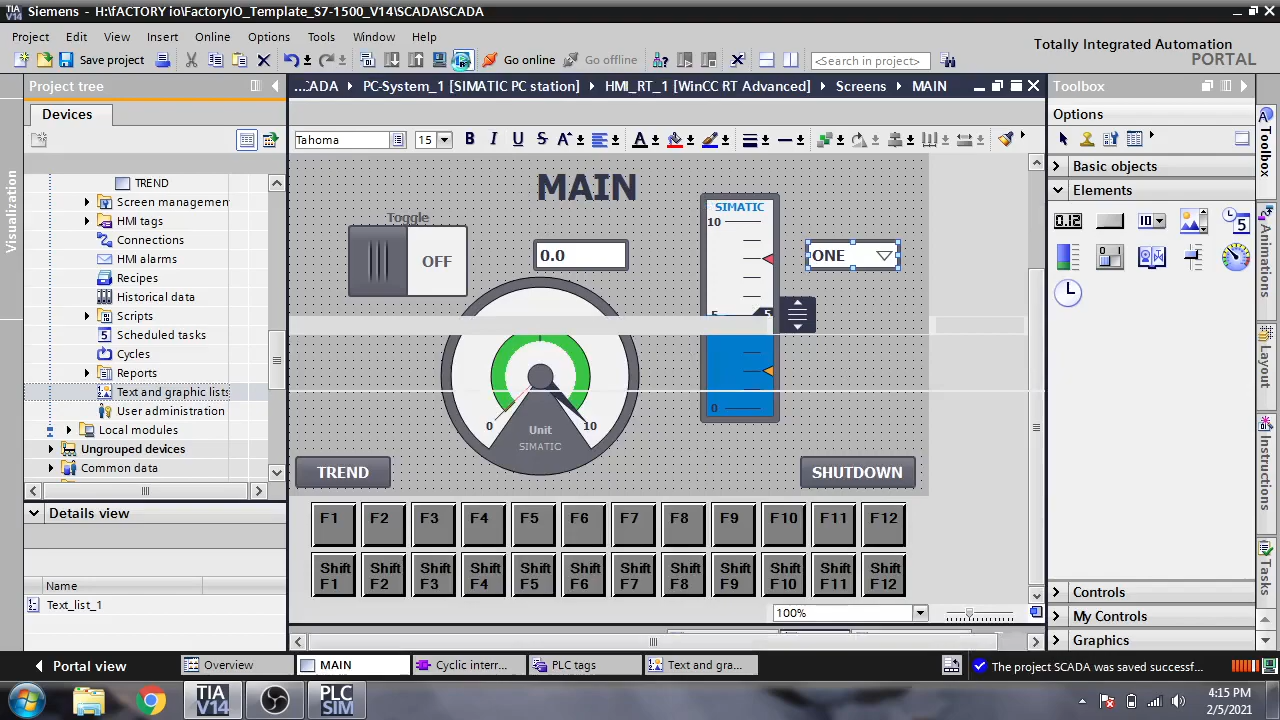 Siemens - H:\fACTORY io\FactoryIO_Template_S7-1500_V14\SCADA\SCADA
Project Edit View Insert Online Options Tools Window Help
Totally Integrated Automation
PORTAL
Save project
Go online
Go offline
<Search in project>
Project tree
...CADA PC-System_1 [SIMATIC PC station] HMI_RT_1 [WinCC RT Advanced] Screens MAIN
Toolbox
Devices
Options
Tahoma
15
Visualization
TREND
Screen managemen
HMI tags
Connections
HMI alarms
Recipes
Historical data
Scripts
Scheduled tasks
Cycles
Reports
Text and graphic lists
User administration
Local modules
Ungrouped devices
Common data
Details view
Name
Text_list_1
MAIN
Toggle
OFF
0.0
SIMATIC
10
5
0
ONE
0
10
Unit
SIMATIC
TREND
SHUTDOWN
F1 F2 F3 F4 F5 F6 F7 F8 F9 F10 F11 F12
Shift Shift Shift Shift Shift Shift Shift Shift Shift Shift Shift Shift
F1 F2 F3 F4 F5 F6 F7 F8 F9 F10 F11 F12
100%
Basic objects
Elements
0.12
10
5
Controls
My Controls
Graphics
Toolbox
Animations
Layout
Instructions
Tasks
Libraries
Portal view
Overview
MAIN
Cyclic interr...
PLC tags
Text and gra...
The project SCADA was saved successf...
TIA
V14
PLC
SIM
4:15 PM
2/5/2021